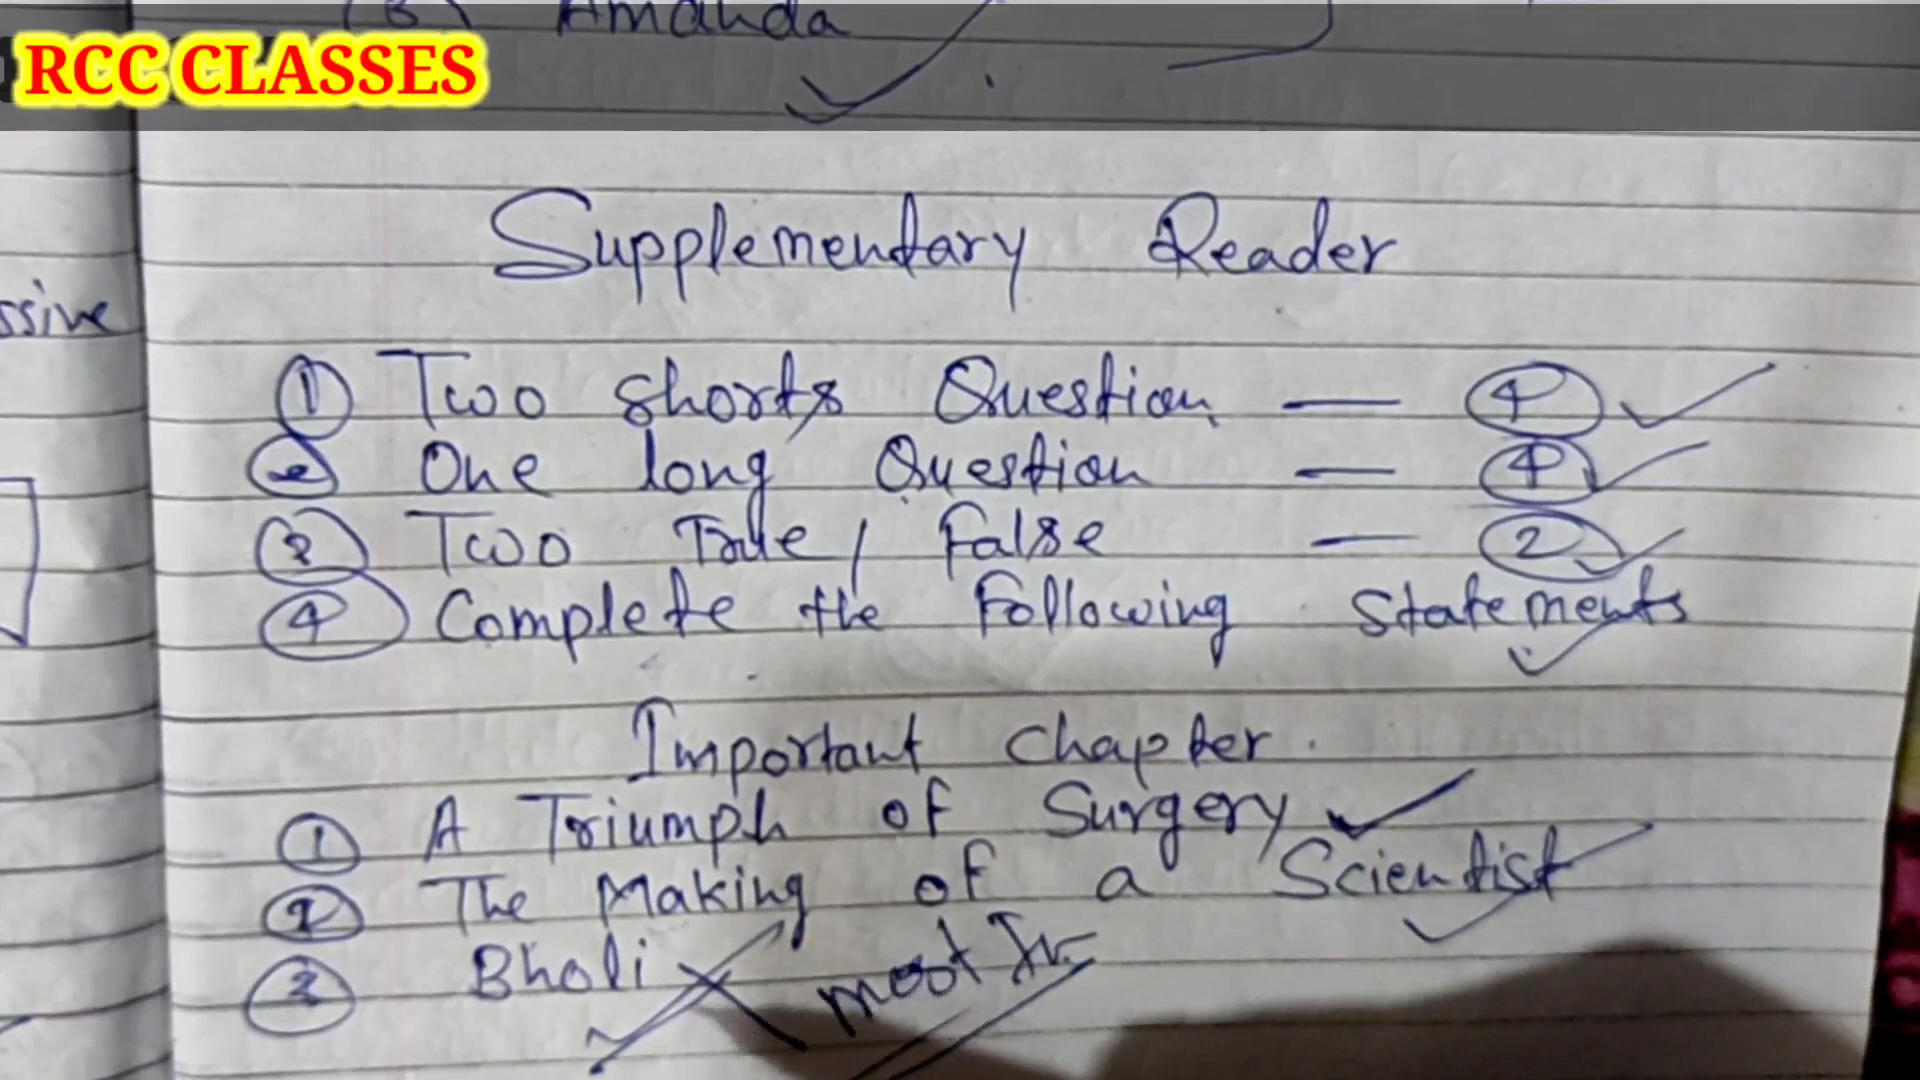 (B) Amanda
RCC CLASSES
Supplementary Reader
ssive
① Two shorts Question — ④
② One long Question — ④
③ Two True / False — ②
④ Complete the Following Statements
Important Chapter
① A Triumph of Surgery
② The Making of a Scientist
③ Bholi most